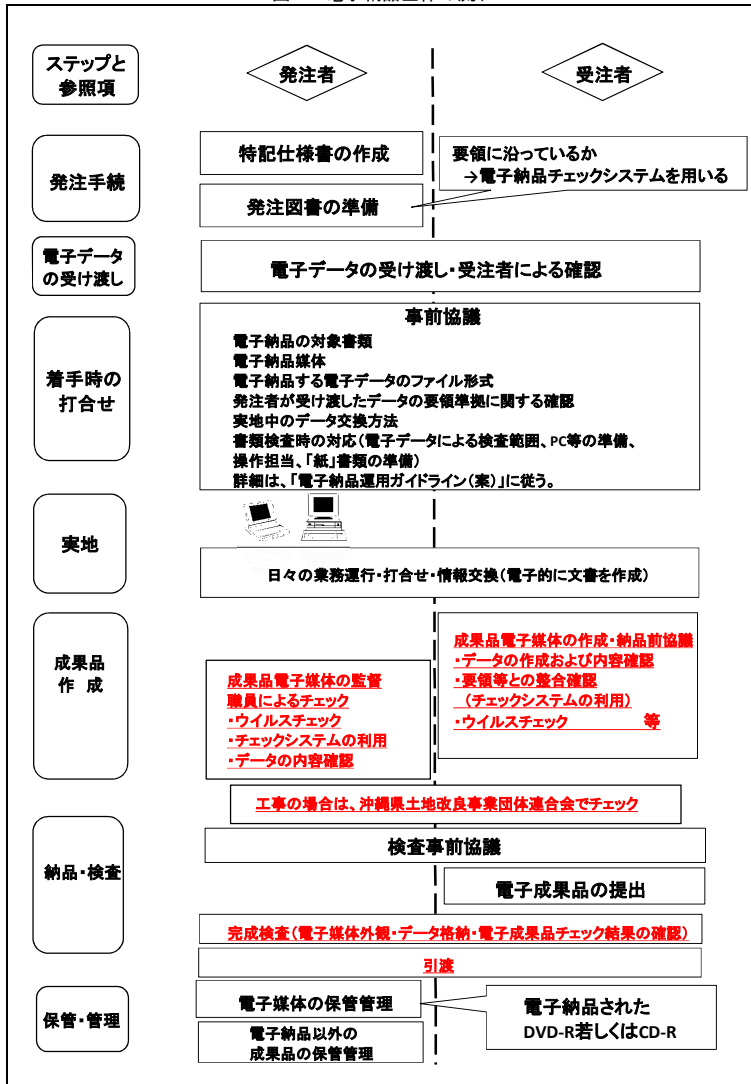 ステップと
参照項
発注者
受注者
発注手続
特記仕様書の作成
発注図書の準備
要領に沿っているか
→電子納品チェックシステムを用いる
電子データ
の受け渡し
電子データの受け渡し・受注者による確認
着手時の
打合せ
事前協議
電子納品の対象書類
電子納品媒体
電子納品する電子データのファイル形式
発注者が受け渡したデータの要領準拠に関する確認
実地中のデータ交換方法
書類検査時の対応(電子データによる検査範囲、PC等の準備、
操作担当、「紙」書類の準備)
詳細は、「電子納品運用ガイドライン(案)」に従う。
実地
日々の業務運行・打合せ・情報交換(電子的に文書を作成)
成果品
作 成
成果品電子媒体の監督
職員によるチェック
・ウイルスチェック
・チェックシステムの利用
・データの内容確認
成果品電子媒体の作成・納品前協議
・データの作成および内容確認
・要領等との整合確認
(チェックシステムの利用)
・ウイルスチェック 等
工事の場合は、沖縄県土地改良事業団体連合会でチェック
納品・検査
検査事前協議
電子成果品の提出
完成検査(電子媒体外観・データ格納・電子成果品チェック結果の確認)
引渡
保管・管理
電子媒体の保管管理
電子納品以外の
成果品の保管管理
電子納品された
DVD-R若しくはCD-R